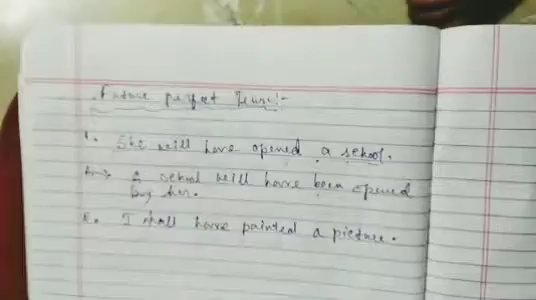 Future perfect Tense:-
1. She will have opened a school.
Ans→ A school will have been opened
by her.
2. I shall have painted a picture.